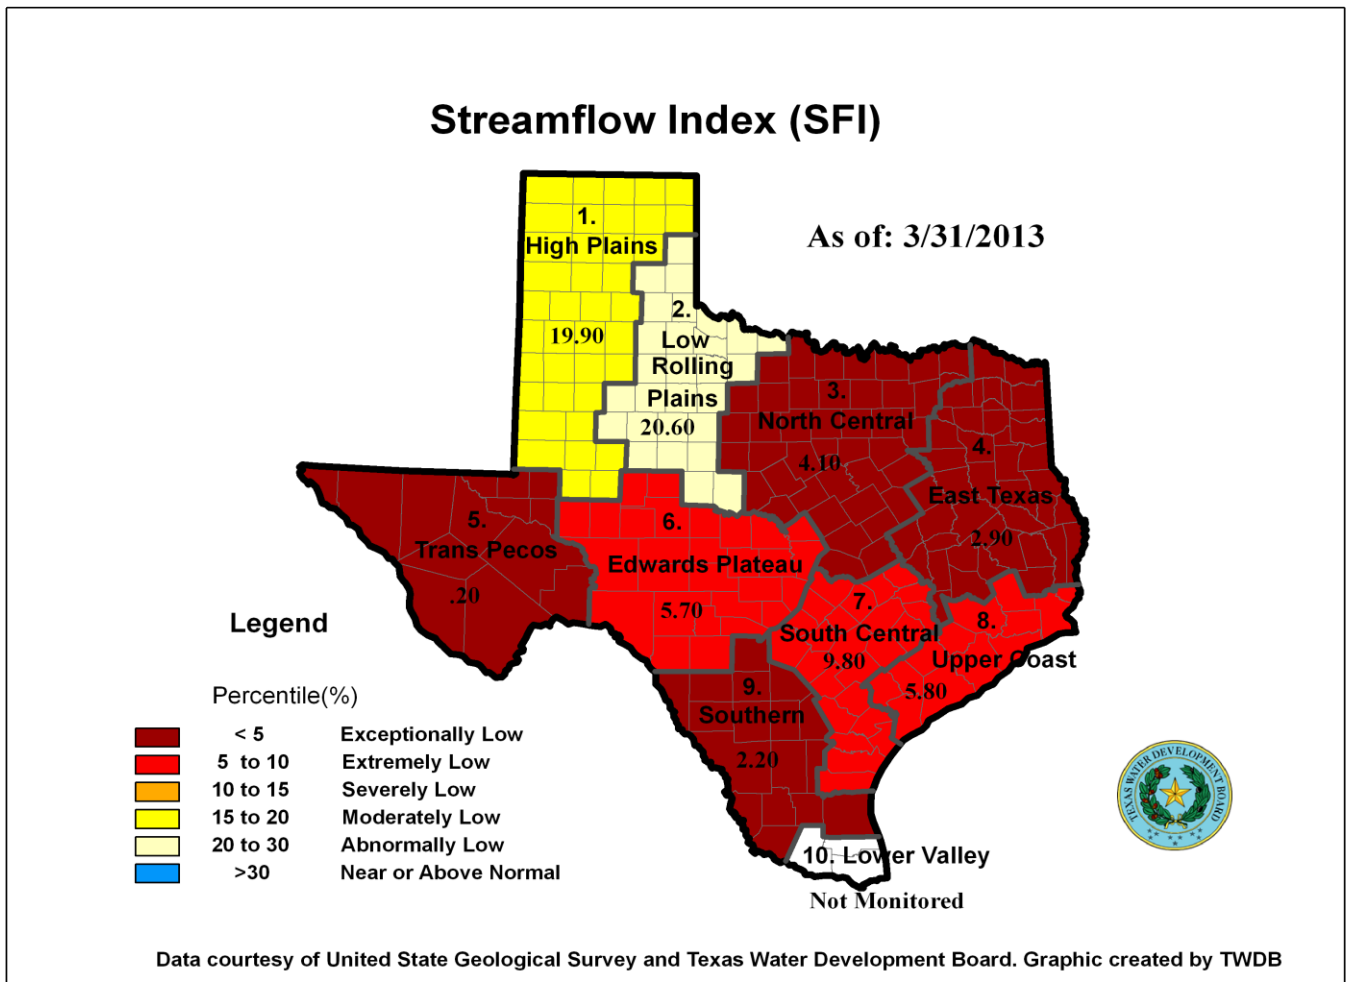 Streamflow Index (SFI)
As of: 3/31/2013
1.
High Plains
19.90
2.
Low
Rolling
Plains
20.60
3.
North Central
4.10
4.
East Texas
2.90
5.
Trans Pecos
.20
6.
Edwards Plateau
5.70
7.
South Central
9.80
8.
Upper Coast
5.80
9.
Southern
2.20
10. Lower Valley
Not Monitored
Legend
Percentile(%)
< 5 Exceptionally Low
5 to 10 Extremely Low
10 to 15 Severely Low
15 to 20 Moderately Low
20 to 30 Abnormally Low
>30 Near or Above Normal
TEXAS WATER DEVELOPMENT BOARD
Data courtesy of United State Geological Survey and Texas Water Development Board. Graphic created by TWDB